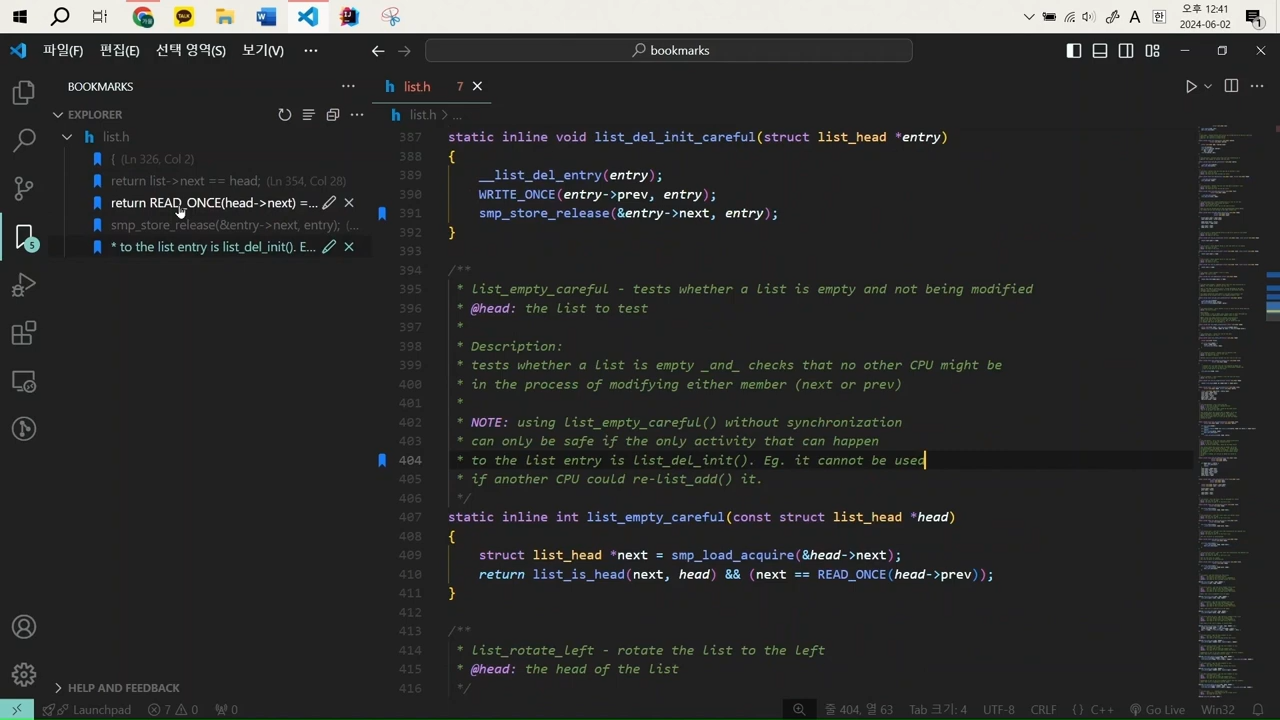 오후 12:41
A 한 2024-06-02 1
파일(F) 편집(E) 선택 영역(S) 보기(V) ··· bookmarks
BOOKMARKS
EXPLORER
list.h
{ (Ln 326, Col 2)
return list->next == head; (Ln 354, Col 28)
return READ_ONCE(head->next) =...
smp_store_release(&entry->next, entry); (...
* to the list entry is list_del_init(). E...
5
HELP AND FEEDBACK
list.h 7
list.h > ...
387 static inline void list_del_init_careful(struct list_head *entry)
388 {
389 __list_del_entry(entry);
390 WRITE_ONCE(entry->prev, entry);
391 smp_store_release(&entry->next, entry);
392 }
394 /**
395 * list_empty_careful - tests whether a list is empty and not being modified
396 * @head: the list to test
397 *
398 * Description:
399 * tests whether a list is empty _and_ checks that no other CPU might be
400 * in the process of modifying either member (next or prev)
401 *
402 * NOTE: using list_empty_careful() without synchronization
403 * can only be safe if the only activity that can happen
404 * to the list entry is list_del_init(). Eg. it cannot be used
405 * if another CPU could re-list_add() it.
406 */
407 static inline int list_empty_careful(const struct list_head *head)
408 {
409 struct list_head *next = smp_load_acquire(&head->next);
410 return list_is_head(next, head) && (next == READ_ONCE(head->prev));
411 }
412
413 /**
414 * list_rotate_left - rotate the list to the left
415 * @head: the head of the list
416 */
Launchpad 7 0 0 줄 404, 열 63 Tab 크기: 4 UTF-8 CRLF {} C++ Go Live Win32